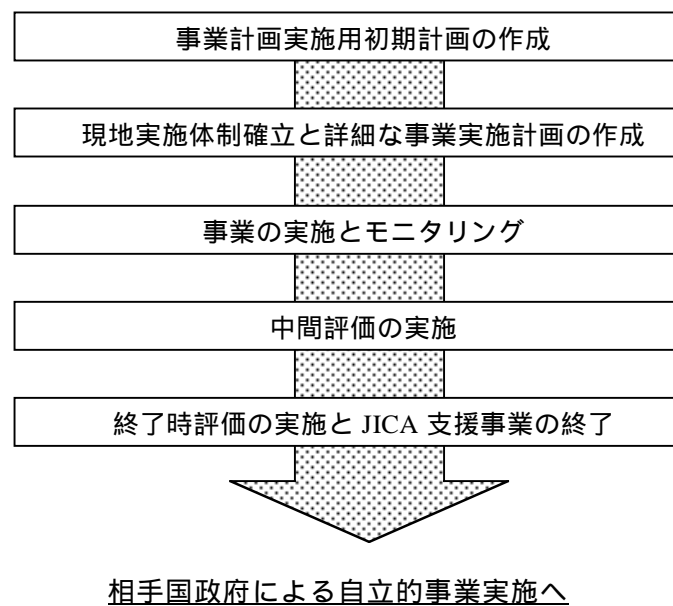 事業計画実施用初期計画の作成
現地実施体制確立と詳細な事業実施計画の作成
事業の実施とモニタリング
中間評価の実施
終了時評価の実施と JICA 支援事業の終了
相手国政府による自立的事業実施へ